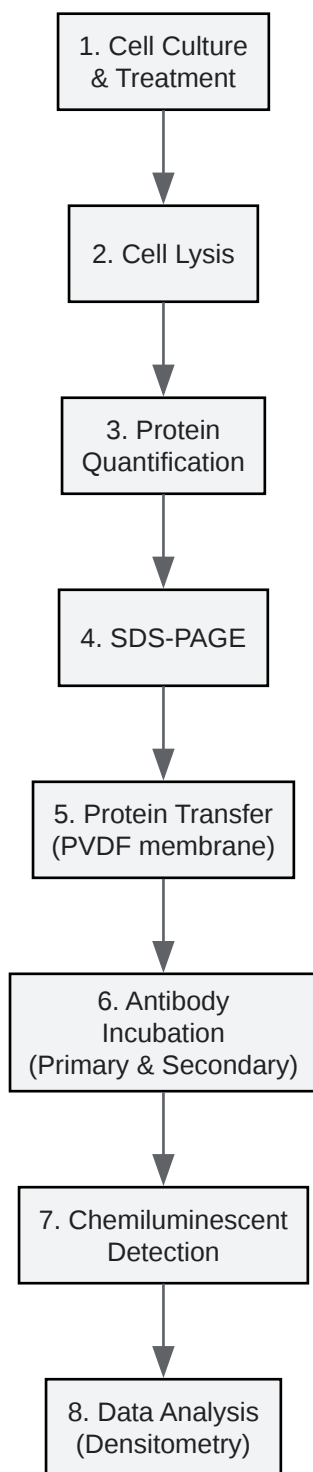 1. Cell Culture
& Treatment
2. Cell Lysis
3. Protein
Quantification
4. SDS-PAGE
5. Protein Transfer
(PVDF membrane)
6. Antibody
Incubation
(Primary & Secondary)
7. Chemiluminescent
Detection
8. Data Analysis
(Densitometry)